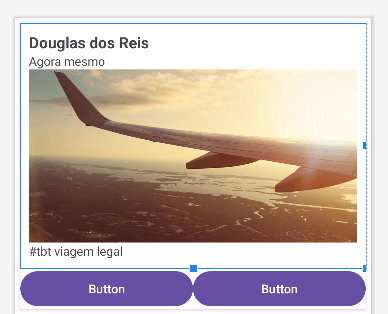 Douglas dos Reis
Agora mesmo
#tbt viagem legal
Button Button